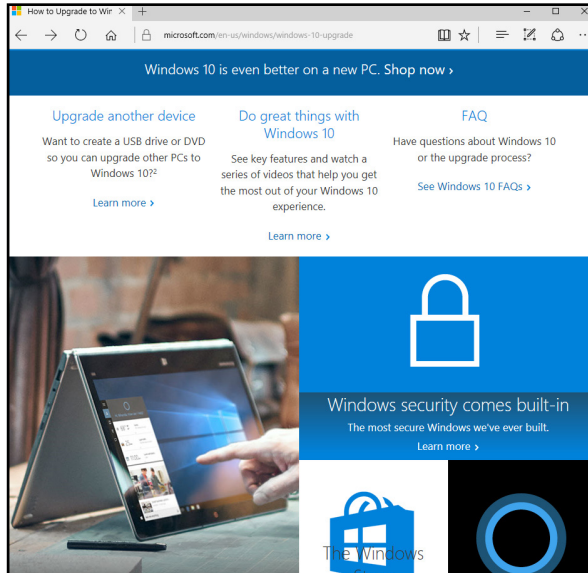 How to Upgrade to Win
microsoft.com/en-us/windows/windows-10-upgrade
Windows 10 is even better on a new PC. Shop now ›
Upgrade another device
Want to create a USB drive or DVD
so you can upgrade other PCs to
Windows 10?²
Learn more ›
Do great things with
Windows 10
See key features and watch a
series of videos that help you get
the most out of your Windows 10
experience.
Learn more ›
FAQ
Have questions about Windows 10
or the upgrade process?
See Windows 10 FAQs ›
Windows security comes built-in
The most secure Windows we've ever built.
Learn more ›
The Windows